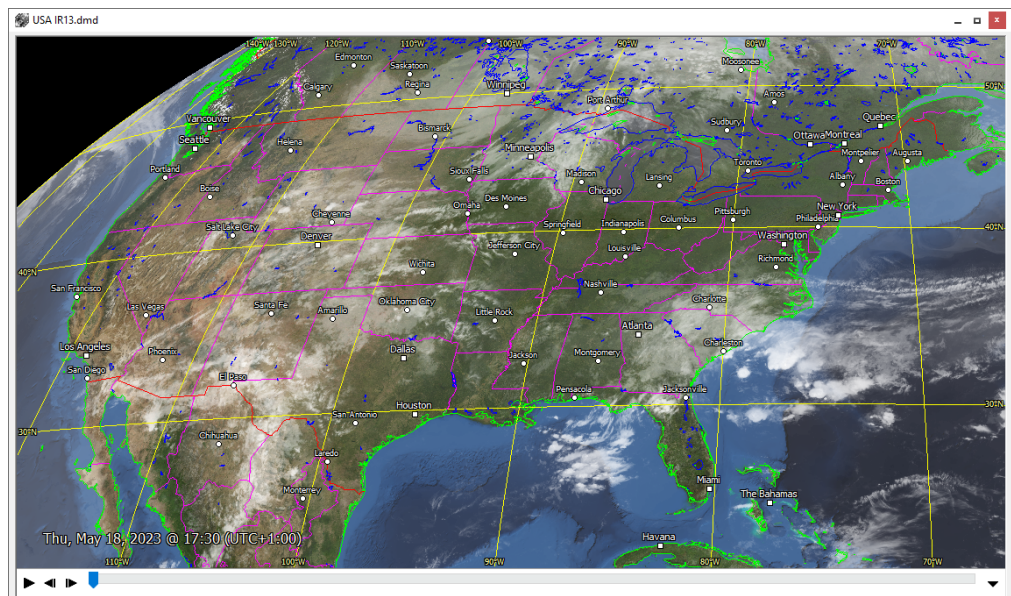 USA IR13.dmd
140°W 130°W 120°W 110°W 100°W 90°W 80°W 70°W
Edmonton
Saskatoon
Moosonee
Calgary Regina Winnipeg 50°N
Port Arthur Amos
Vancouver Bismarck Sudbury Quebec
Seattle Helena Minneapolis Ottawa Montreal
Portland Sioux Falls Madison Toronto Montpelier Augusta
Boise Chicago Lansing Albany Boston
Omaha Des Moines
Cheyenne New York
Salt Lake City Denver Springfield Indianapolis Columbus Pittsburgh Philadelphia
Jefferson City Washington 40°N
Wichita Louisville Richmond
40°N
San Francisco Nashville
Las Vegas Santa Fe Amarillo Oklahoma City Little Rock Charlotte
Atlanta
Los Angeles Phoenix Dallas Jackson Montgomery Charleston
San Diego El Paso
Pensacola Jacksonville
Houston 30°N
San Antonio
30°N Chihuahua
Laredo
Monterrey Miami
The Bahamas
Thu, May 18, 2023 @ 17:30 (UTC+1:00) Havana
110°W 100°W 90°W 80°W 70°W